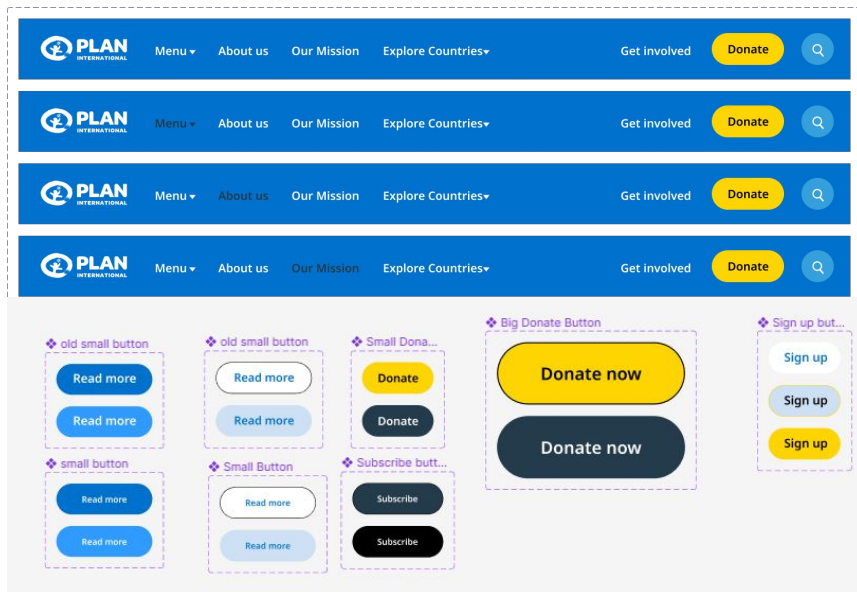 PLAN
INTERNATIONAL
Menu About us Our Mission Explore Countries Get involved Donate
PLAN
INTERNATIONAL
Menu About us Our Mission Explore Countries Get involved Donate
PLAN
INTERNATIONAL
Menu About us Our Mission Explore Countries Get involved Donate
PLAN
INTERNATIONAL
Menu About us Our Mission Explore Countries Get involved Donate
Big Donate Button
Sign up but...
old small button
old small button
Small Dona...
Read more
Read more
Read more
Read more
Donate
Donate
Donate now
Donate now
Sign up
Sign up
Sign up
small button
Small Button
Subscribe butt...
Read more
Read more
Read more
Read more
Subscribe
Subscribe